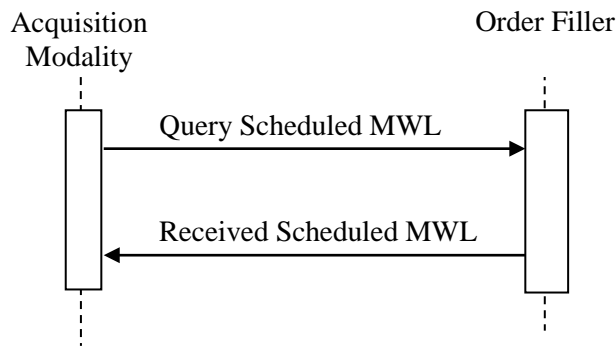 Acquisition
Modality
Order Filler
Query Scheduled MWL
Received Scheduled MWL